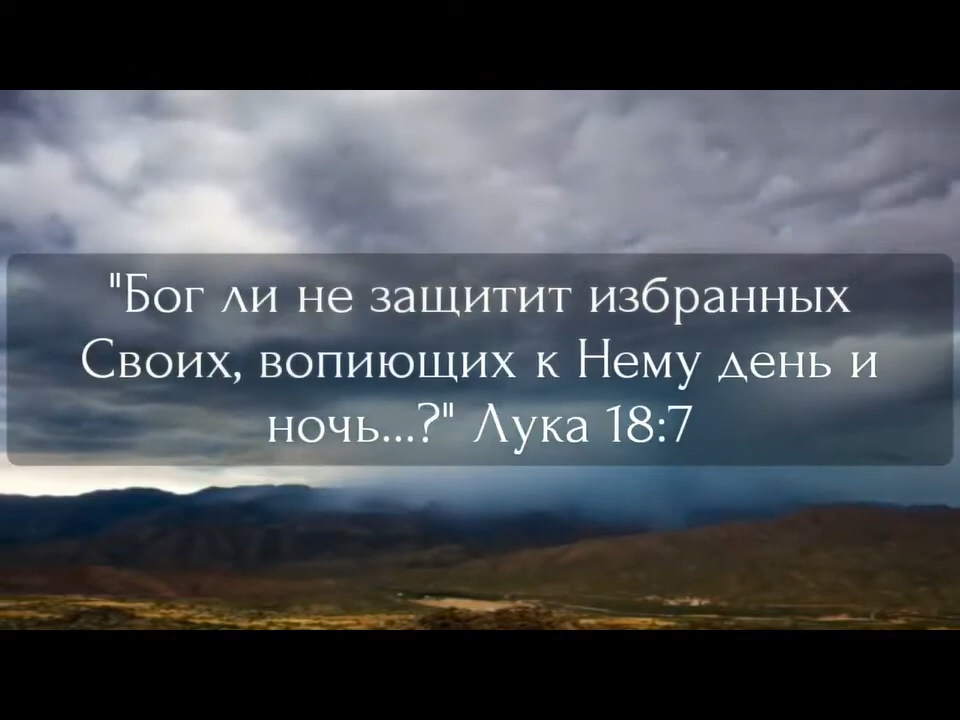 "Бог ли не защитит избранных
Своих, вопиющих к Нему день и
ночь...?" Лука 18:7